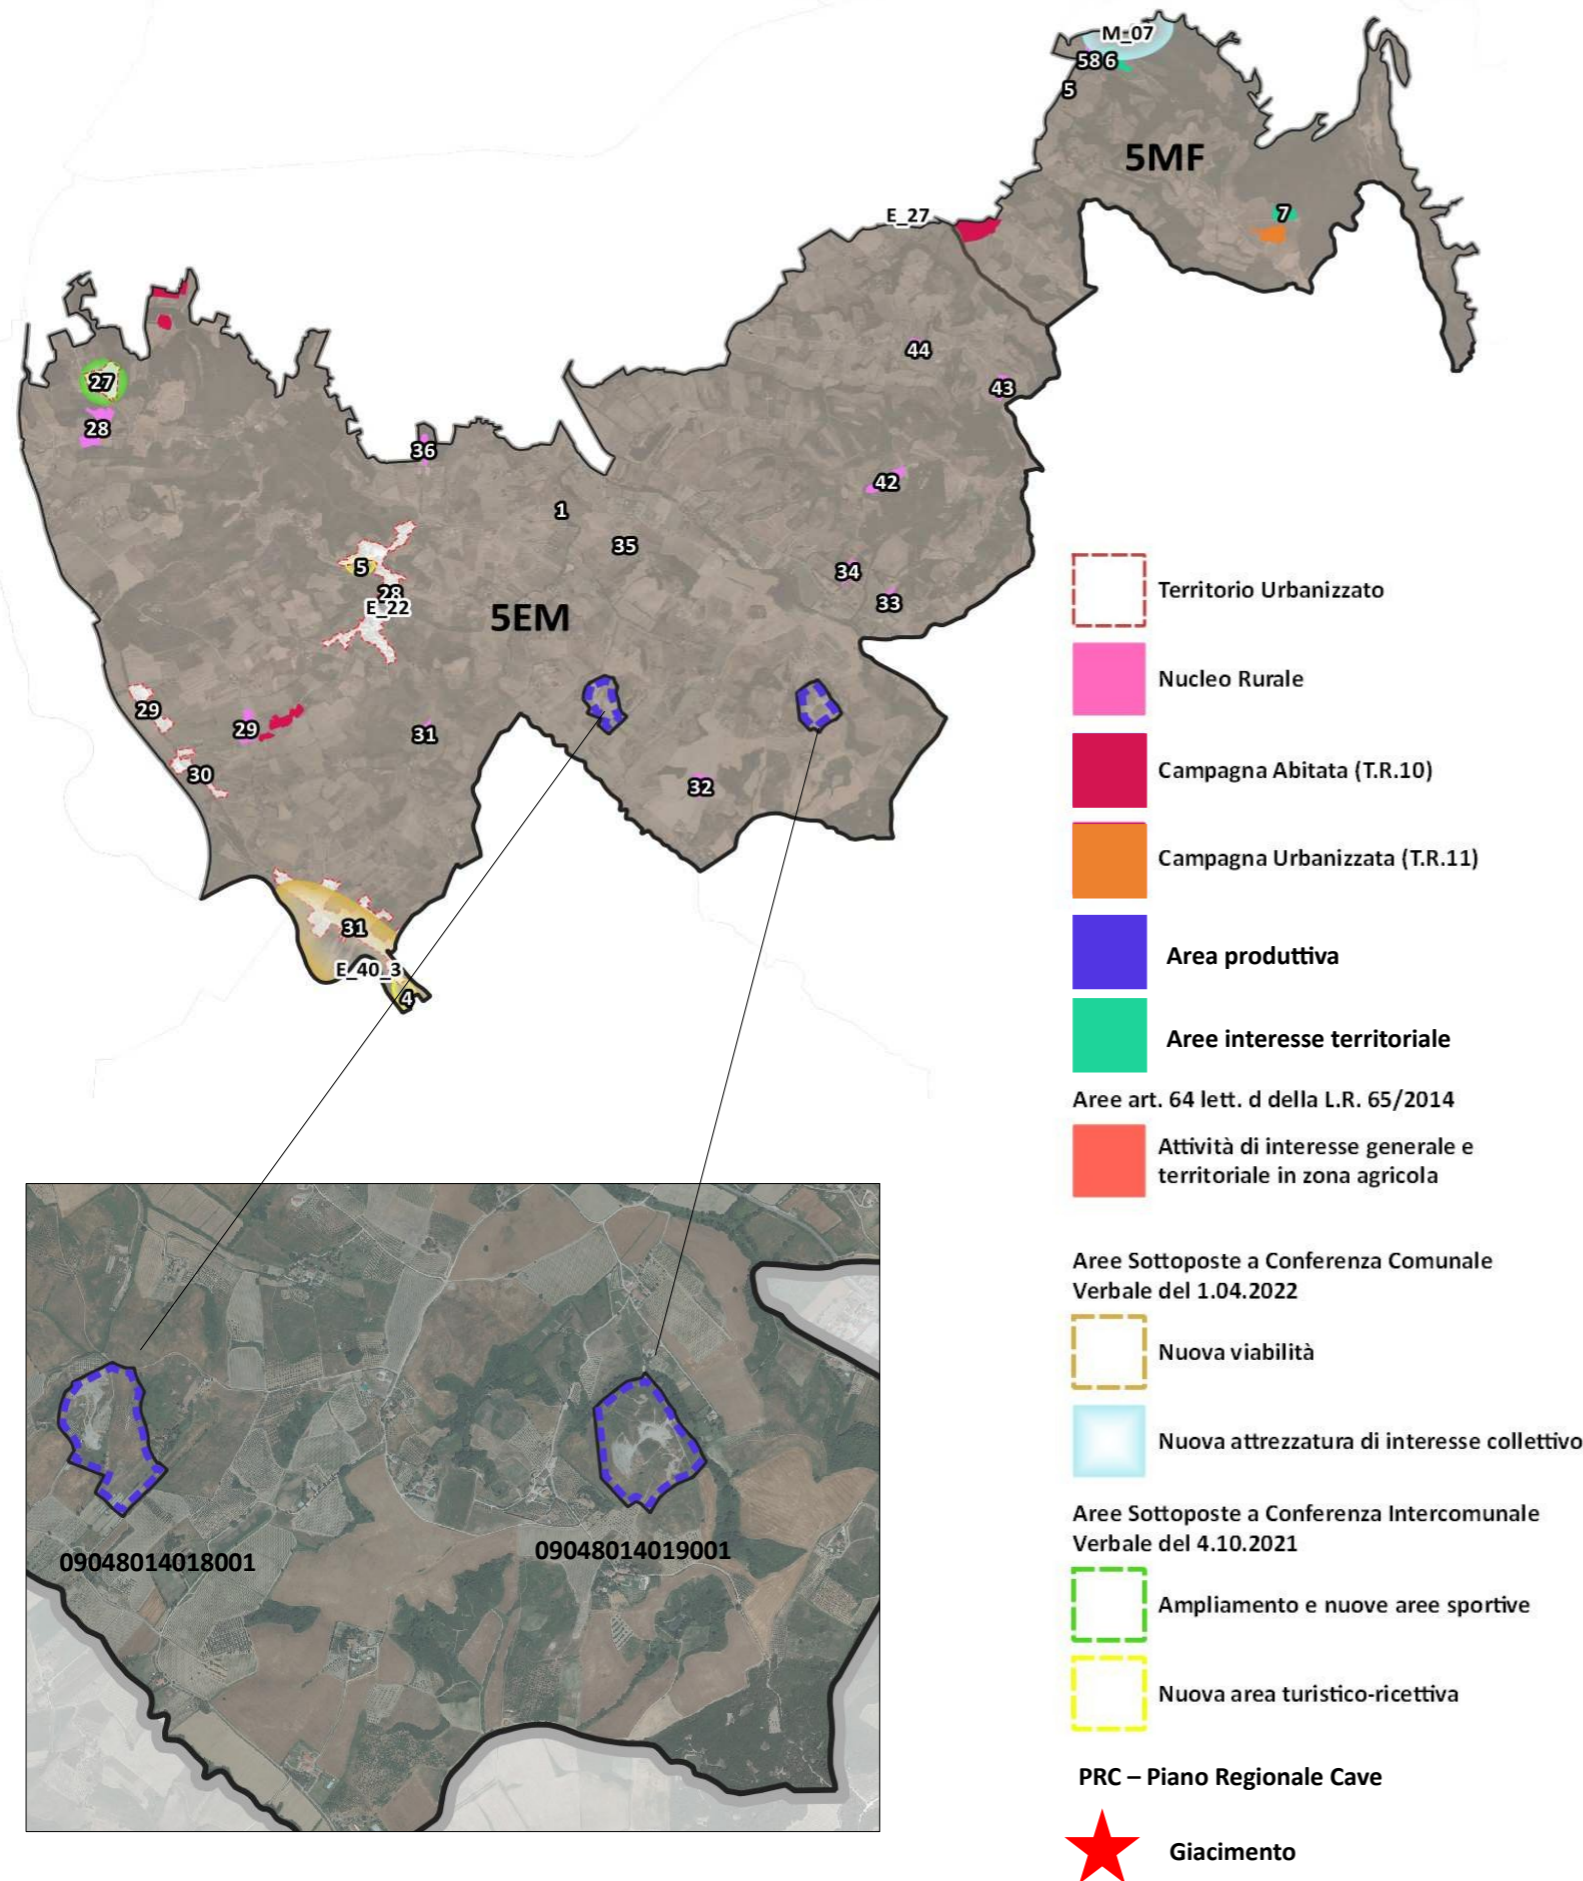 M_07
58 6
5
5MF
E_27
7
44
43
27
28
36
42
1
35
5
34
28
33
E_22
5EM
29
29
31
30
32
31
E_40_3
4
09048014018001
09048014019001
Territorio Urbanizzato
Nucleo Rurale
Campagna Abitata (T.R.10)
Campagna Urbanizzata (T.R.11)
Area produttiva
Aree interesse territoriale
Aree art. 64 lett. d della L.R. 65/2014
Attività di interesse generale e
territoriale in zona agricola
Aree Sottoposte a Conferenza Comunale
Verbale del 1.04.2022
Nuova viabilità
Nuova attrezzatura di interesse collettivo
Aree Sottoposte a Conferenza Intercomunale
Verbale del 4.10.2021
Ampliamento e nuove aree sportive
Nuova area turistico-ricettiva
PRC – Piano Regionale Cave
Giacimento